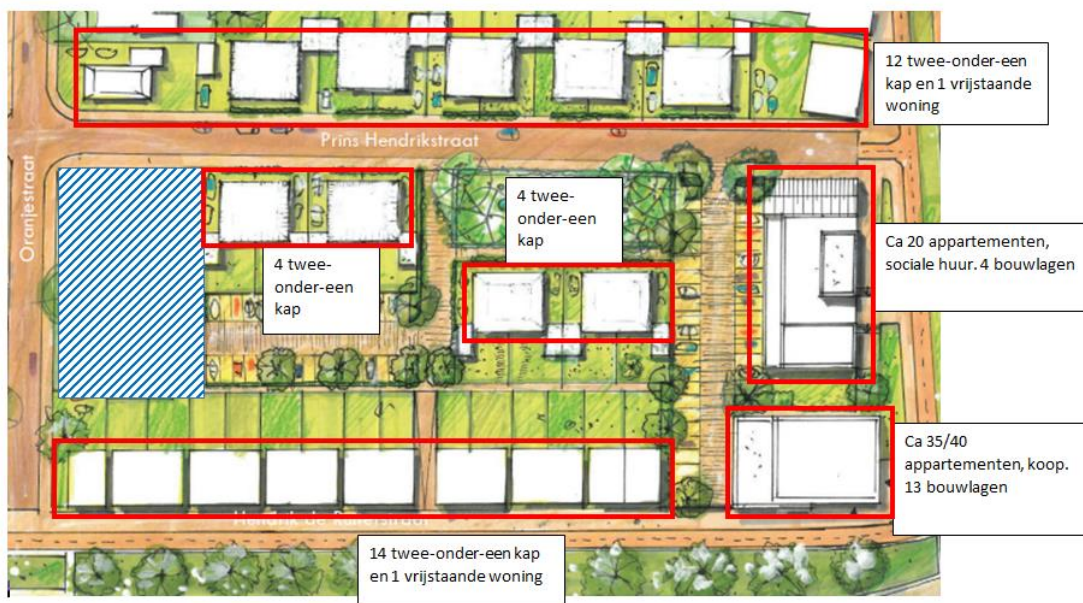 12 twee-onder-een
kap en 1 vrijstaande
woning
Prins Hendrikstraat
Oranjestraat
4 twee-
onder-een
kap
4 twee-
onder-een
kap
Ca 20 appartementen,
sociale huur. 4 bouwlagen
Ca 35/40
appartementen, koop.
13 bouwlagen
Hendrik de Ruiterstraat
14 twee-onder-een kap
en 1 vrijstaande woning